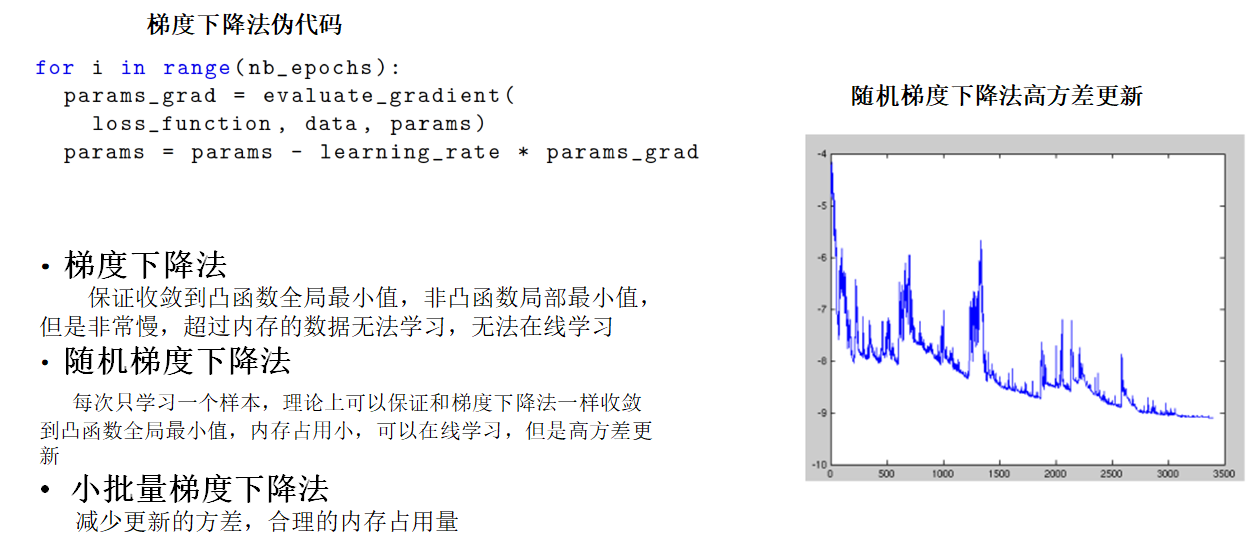 梯度下降法伪代码
for i in range(nb_epochs):
params_grad = evaluate_gradient(
loss_function, data, params)
params = params - learning_rate * params_grad
• 梯度下降法
保证收敛到凸函数全局最小值，非凸函数局部最小值，
但是非常慢，超过内存的数据无法学习，无法在线学习
• 随机梯度下降法
每次只学习一个样本，理论上可以保证和梯度下降法一样收敛
到凸函数全局最小值，内存占用小，可以在线学习，但是高方差更
新
• 小批量梯度下降法
减少更新的方差，合理的内存占用量
随机梯度下降法高方差更新
-4
-5
-6
-7
-8
-9
-10
0 500 1000 1500 2000 2500 3000 3500